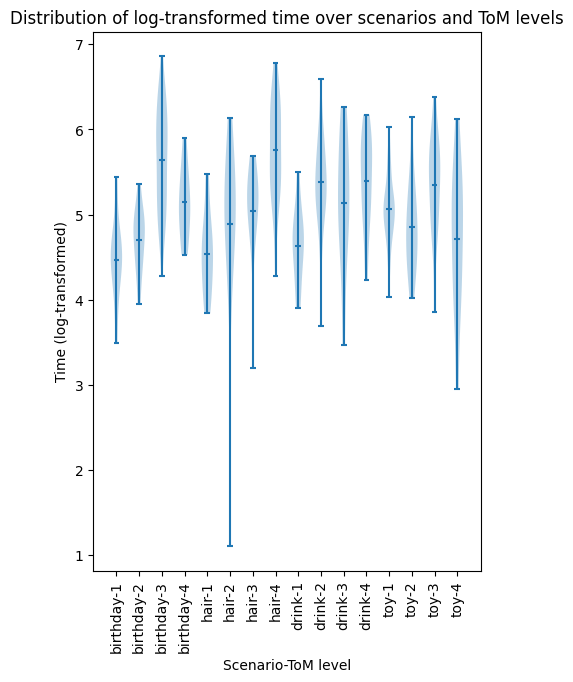 Distribution of log-transformed time over scenarios and ToM levels
Time (log-transformed)
7
6
5
4
3
2
1
birthday-1
birthday-2
birthday-3
birthday-4
hair-1
hair-2
hair-3
hair-4
drink-1
drink-2
drink-3
drink-4
toy-1
toy-2
toy-3
toy-4
Scenario-ToM level